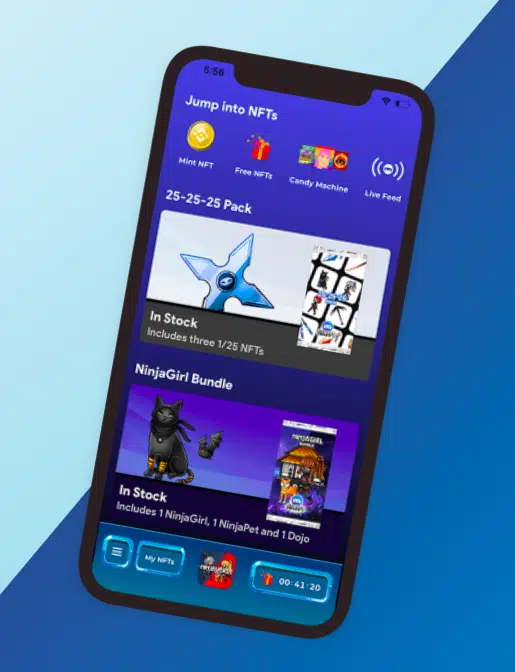 5:56
Jump into NFTs
Mint NFT
Free NFTs
Candy Machine
Live Feed
25-25-25 Pack
In Stock
Includes three 1/25 NFTs
NinjaGirl Bundle
NINJAGIRL
In Stock
Includes 1 NinjaGirl, 1 NinjaPet and 1 Dojo
My NFTs
00:41:20